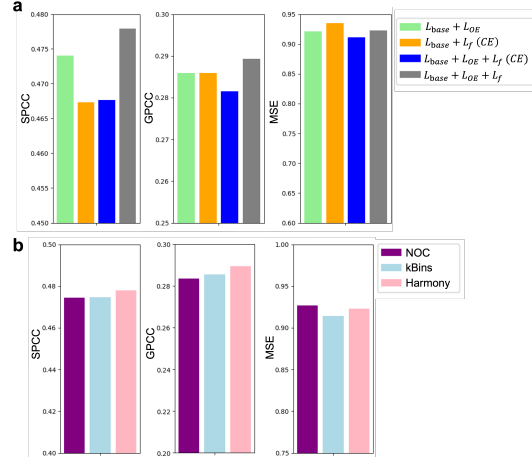 a
SPCC
0.480
0.475
0.470
0.465
0.460
0.455
0.450
GPCC
0.30
0.29
0.28
0.27
0.26
0.25
MSE
0.95
0.90
0.85
0.80
0.75
0.70
0.65
0.60
L_base + L_OE
L_base + L_f (CE)
L_base + L_OE + L_f (CE)
L_base + L_OE + L_f
b
SPCC
0.50
0.48
0.46
0.44
0.42
0.40
GPCC
0.30
0.28
0.26
0.24
0.22
0.20
MSE
1.00
0.95
0.90
0.85
0.80
0.75
NOC
kBins
Harmony